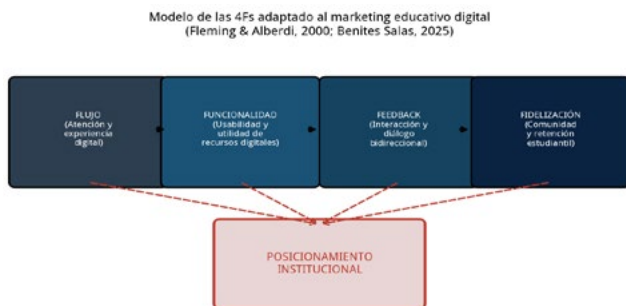 Modelo de las 4Fs adaptado al marketing educativo digital
(Fleming & Alberdi, 2000; Benites Salas, 2025)
FLUJO
(Atención y
experiencia
digital)
FUNCIONALIDAD
(Usabilidad y
utilidad de
recursos digitales)
FEEDBACK
(Interacción y
diálogo
bidireccional)
FIDELIZACIÓN
(Comunidad
y retención
estudiantil)
POSICIONAMIENTO
INSTITUCIONAL